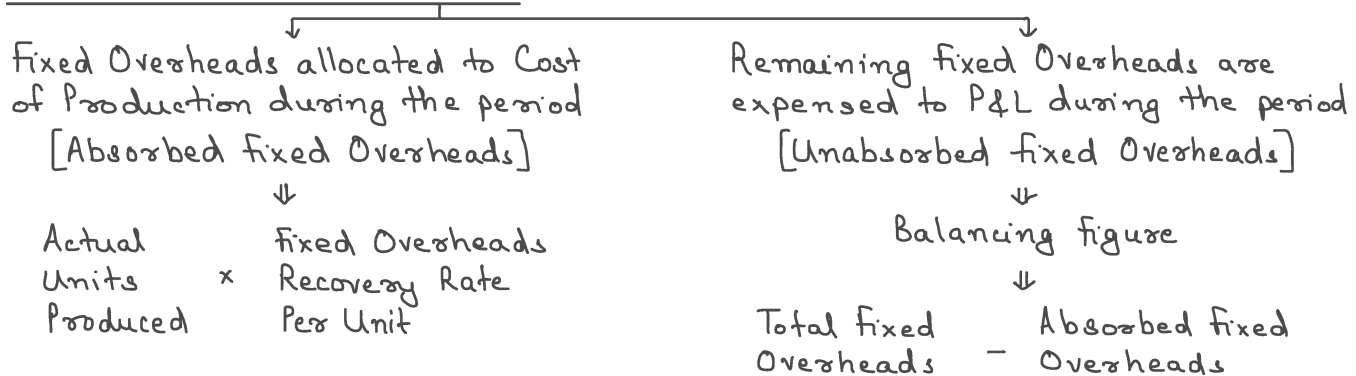 Fixed Overheads allocated to Cost
of Production during the period
[Absorbed fixed Overheads]
Actual Fixed Overheads
Units x Recovery Rate
Produced Per Unit
Remaining fixed Overheads are
expensed to P&L during the period
[Unabsorbed fixed Overheads]
Balancing figure
Total fixed Absorbed fixed
Overheads - Overheads